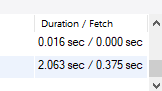 Duration / Fetch
0.016 sec / 0.000 sec
2.063 sec / 0.375 sec